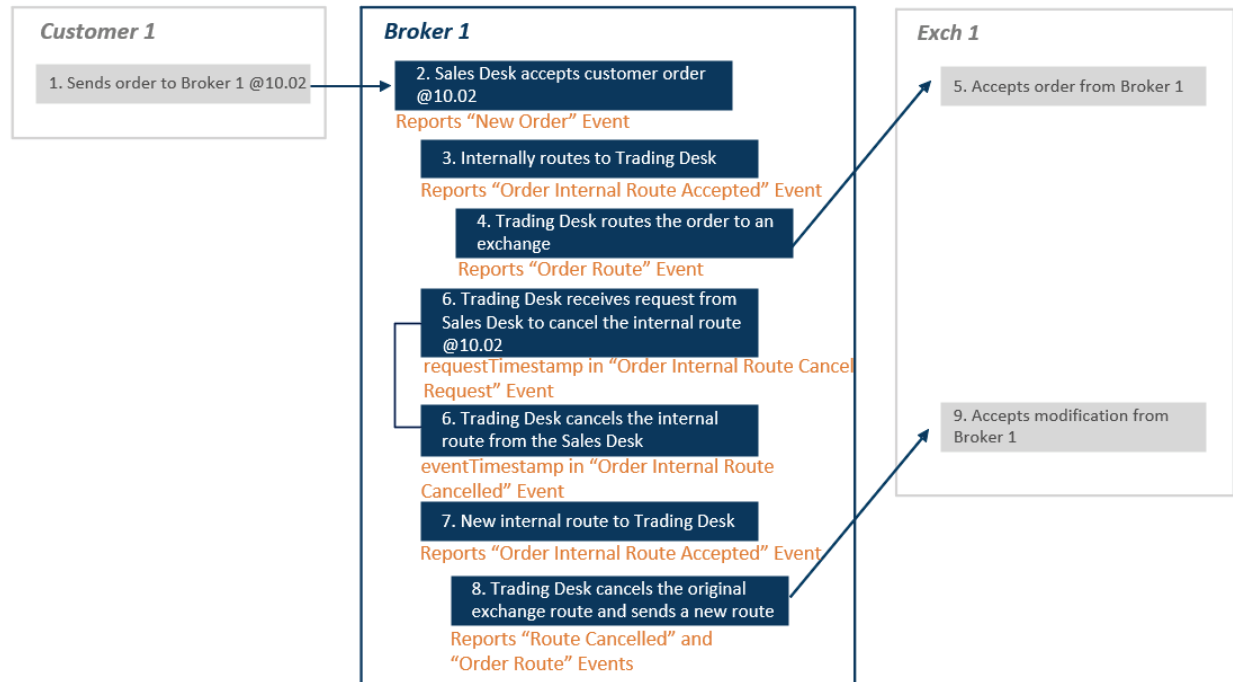 Customer 1
1. Sends order to Broker 1 @10.02
Broker 1
2. Sales Desk accepts customer order
@10.02
Reports “New Order” Event
3. Internally routes to Trading Desk
Reports “Order Internal Route Accepted” Event
4. Trading Desk routes the order to an
exchange
Reports “Order Route” Event
6. Trading Desk receives request from
Sales Desk to cancel the internal route
@10.02
requestTimestamp in “Order Internal Route Cancel
Request” Event
6. Trading Desk cancels the internal
route from the Sales Desk
eventTimestamp in “Order Internal Route
Cancelled” Event
7. New internal route to Trading Desk
Reports “Order Internal Route Accepted” Event
8. Trading Desk cancels the original
exchange route and sends a new route
Reports “Route Cancelled” and
“Order Route” Events
Exch 1
5. Accepts order from Broker 1
9. Accepts modification from
Broker 1